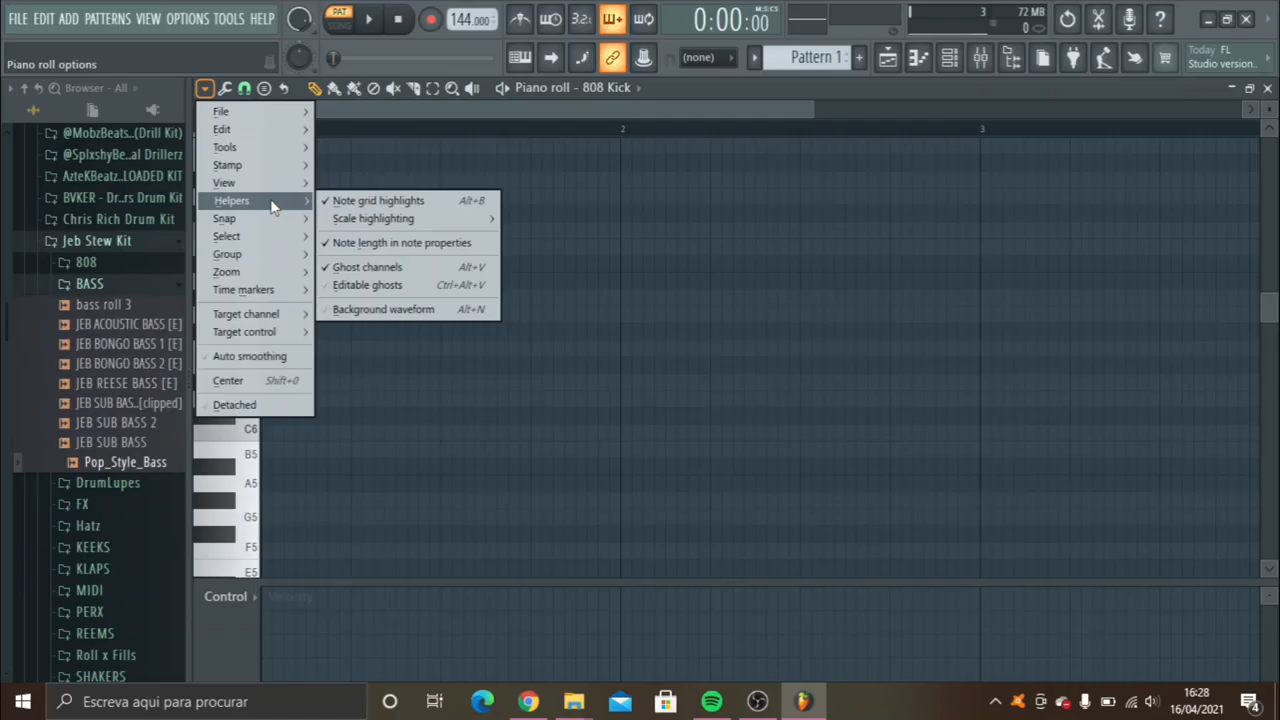 FILE EDIT ADD PATTERNS VIEW OPTIONS TOOLS HELP
PAT
144.000
3.2
0:00:00
M:S:CS
3
72 MB
0
Piano roll options
(none)
Pattern 1
Today FL
Studio version..
Browser - All
Piano roll - 808 Kick
@MobzBeats..(Drill Kit)
@SplxshyBe..al Drillerz
AzteKBeatz..LOADED KIT
BVKER - Dr..rs Drum Kit
Chris Rich Drum Kit
Jeb Stew Kit
808
BASS
bass roll 3
JEB ACOUSTIC BASS [E]
JEB BONGO BASS 1 [E]
JEB BONGO BASS 2 [E]
JEB REESE BASS [E]
JEB SUB BAS..[clipped]
JEB SUB BASS 2
JEB SUB BASS
Pop_Style_Bass
DrumLupes
FX
Hatz
KEEKS
KLAPS
MIDI
PERX
REEMS
Roll x Fills
SHAKERS
File
Edit
Tools
Stamp
View
Helpers
Snap
Select
Group
Zoom
Time markers
Target channel
Target control
Auto smoothing
Center Shift+0
Detached
Note grid highlights Alt+B
Scale highlighting
Note length in note properties
Ghost channels Alt+V
Editable ghosts Ctrl+Alt+V
Background waveform Alt+N
2
3
C6
B5
A5
G5
F5
E5
Control
Velocity
Escreva aqui para procurar
16:28
16/04/2021
4